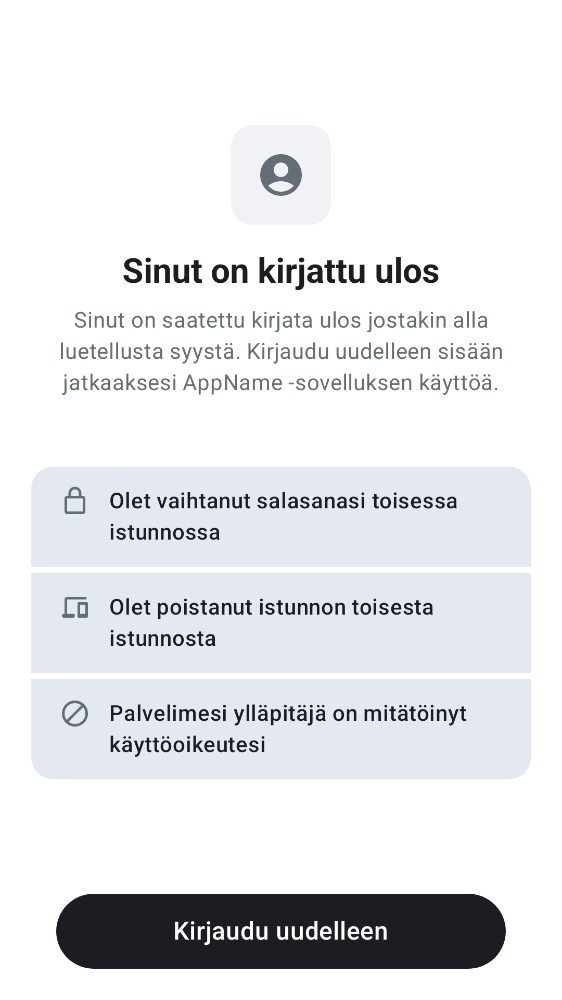 Sinut on kirjattu ulos
Sinut on saatettu kirjata ulos jostakin alla
luetellusta syystä. Kirjaudu uudelleen sisään
jatkaaksesi AppName -sovelluksen käyttöä.
Olet vaihtanut salasanasi toisessa
istunnossa
Olet poistanut istunnon toisesta
istunnosta
Palvelimesi ylläpitäjä on mitätöinyt
käyttöoikeutesi
Kirjaudu uudelleen